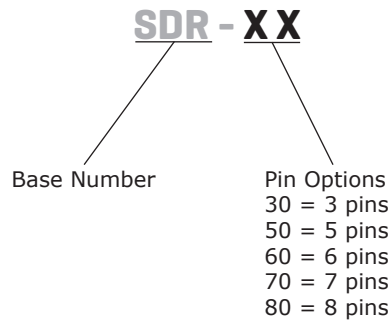 SDR - XX
Base Number
Pin Options
30 = 3 pins
50 = 5 pins
60 = 6 pins
70 = 7 pins
80 = 8 pins